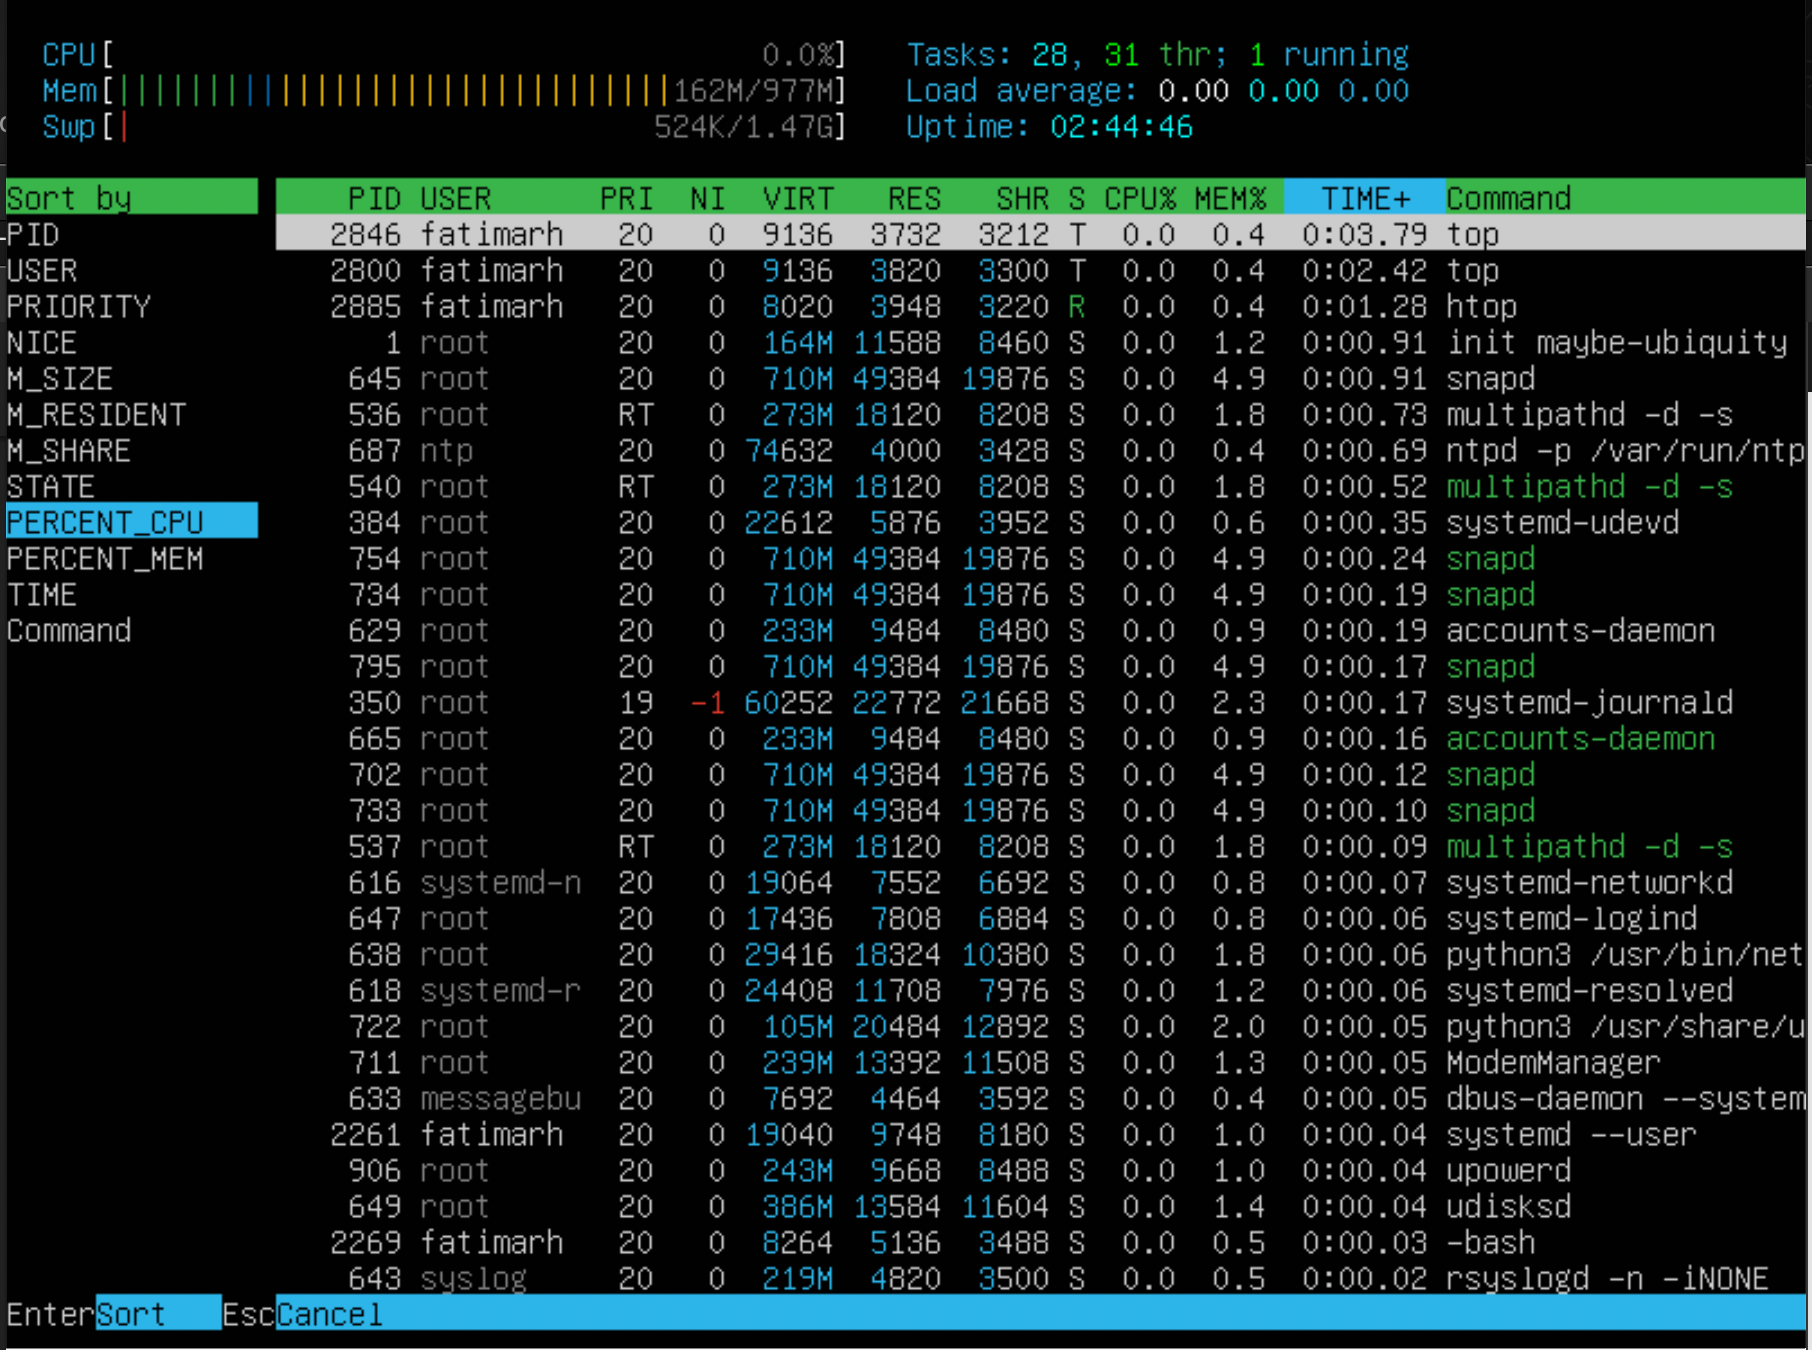 CPU[ 0.0%] Tasks: 28, 31 thr; 1 running
Mem[||||||||||||||||||||||||||||||||162M/977M] Load average: 0.00 0.00 0.00
Swp[| 524K/1.47G] Uptime: 02:44:46
Sort by PID USER PRI NI VIRT RES SHR S CPU% MEM% TIME+ Command
PID 2846 fatimarh 20 0 9136 3732 3212 T 0.0 0.4 0:03.79 top
USER 2800 fatimarh 20 0 9136 3820 3300 T 0.0 0.4 0:02.42 top
PRIORITY 2885 fatimarh 20 0 8020 3948 3220 R 0.0 0.4 0:01.28 htop
NICE 1 root 20 0 164M 11588 8460 S 0.0 1.2 0:00.91 init maybe-ubiquity
M_SIZE 645 root 20 0 710M 49384 19876 S 0.0 4.9 0:00.91 snapd
M_RESIDENT 536 root RT 0 273M 18120 8208 S 0.0 1.8 0:00.73 multipathd -d -s
M_SHARE 687 ntp 20 0 74632 4000 3428 S 0.0 0.4 0:00.69 ntpd -p /var/run/ntp
STATE 540 root RT 0 273M 18120 8208 S 0.0 1.8 0:00.52 multipathd -d -s
PERCENT_CPU 384 root 20 0 22612 5876 3952 S 0.0 0.6 0:00.35 systemd-udevd
PERCENT_MEM 754 root 20 0 710M 49384 19876 S 0.0 4.9 0:00.24 snapd
TIME 734 root 20 0 710M 49384 19876 S 0.0 4.9 0:00.19 snapd
Command 629 root 20 0 233M 9484 8480 S 0.0 0.9 0:00.19 accounts-daemon
795 root 20 0 710M 49384 19876 S 0.0 4.9 0:00.17 snapd
350 root 19 -1 60252 22772 21668 S 0.0 2.3 0:00.17 systemd-journald
665 root 20 0 233M 9484 8480 S 0.0 0.9 0:00.16 accounts-daemon
702 root 20 0 710M 49384 19876 S 0.0 4.9 0:00.12 snapd
733 root 20 0 710M 49384 19876 S 0.0 4.9 0:00.10 snapd
537 root RT 0 273M 18120 8208 S 0.0 1.8 0:00.09 multipathd -d -s
616 systemd-n 20 0 19064 7552 6692 S 0.0 0.8 0:00.07 systemd-networkd
647 root 20 0 17436 7808 6884 S 0.0 0.8 0:00.06 systemd-logind
638 root 20 0 29416 18324 10380 S 0.0 1.8 0:00.06 python3 /usr/bin/net
618 systemd-r 20 0 24408 11708 7976 S 0.0 1.2 0:00.06 systemd-resolved
722 root 20 0 105M 20484 12892 S 0.0 2.0 0:00.05 python3 /usr/share/u
711 root 20 0 239M 13392 11508 S 0.0 1.3 0:00.05 ModemManager
633 messagebu 20 0 7692 4464 3592 S 0.0 0.4 0:00.05 dbus-daemon --system
2261 fatimarh 20 0 19040 9748 8180 S 0.0 1.0 0:00.04 systemd --user
906 root 20 0 243M 9668 8488 S 0.0 1.0 0:00.04 upowerd
649 root 20 0 386M 13584 11604 S 0.0 1.4 0:00.04 udisksd
2269 fatimarh 20 0 8264 5136 3488 S 0.0 0.5 0:00.03 -bash
643 syslog 20 0 219M 4820 3500 S 0.0 0.5 0:00.02 rsyslogd -n -iNONE
EnterSort EscCancel